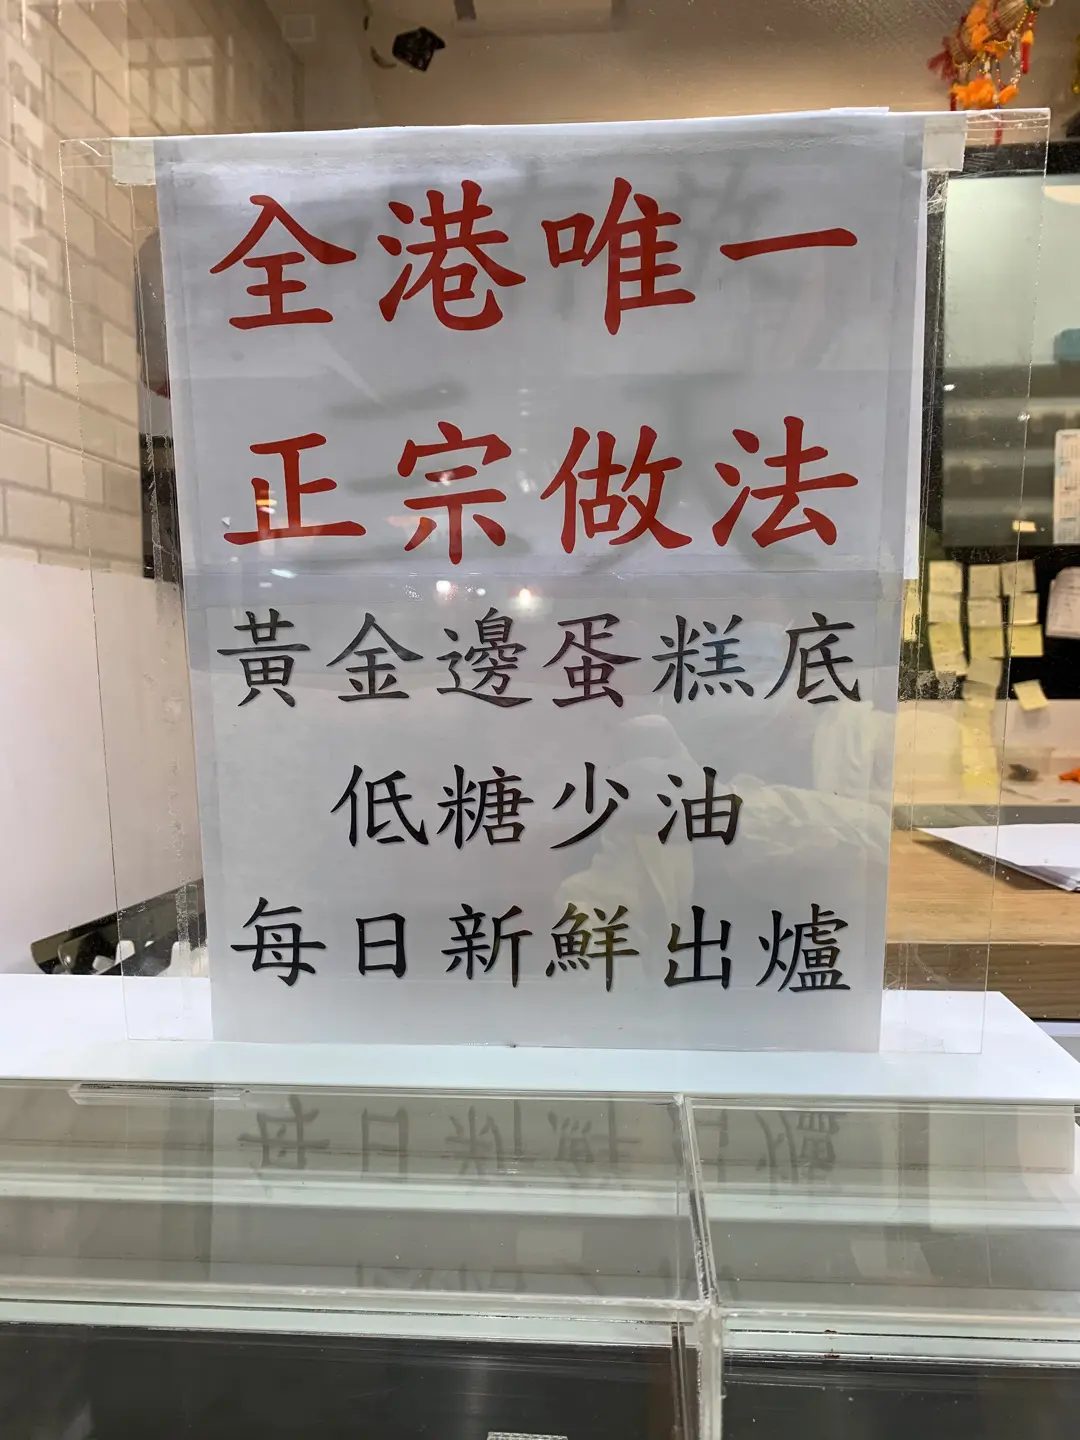 全港唯一
正宗做法
黃金邊蛋糕底
低糖少油
每日新鮮出爐